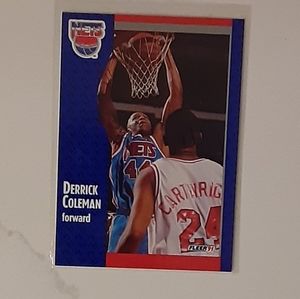 NETS
NETS
44
CARTWRIG
24
DERRICK
COLEMAN
forward
FLEER '91